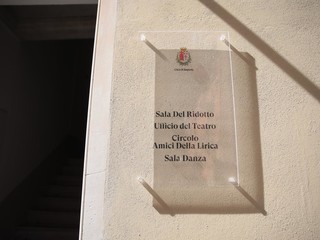 Sala Del Ridotto
Ufficio del Teatro
Circolo
Amici Della Lirica
Sala Danza